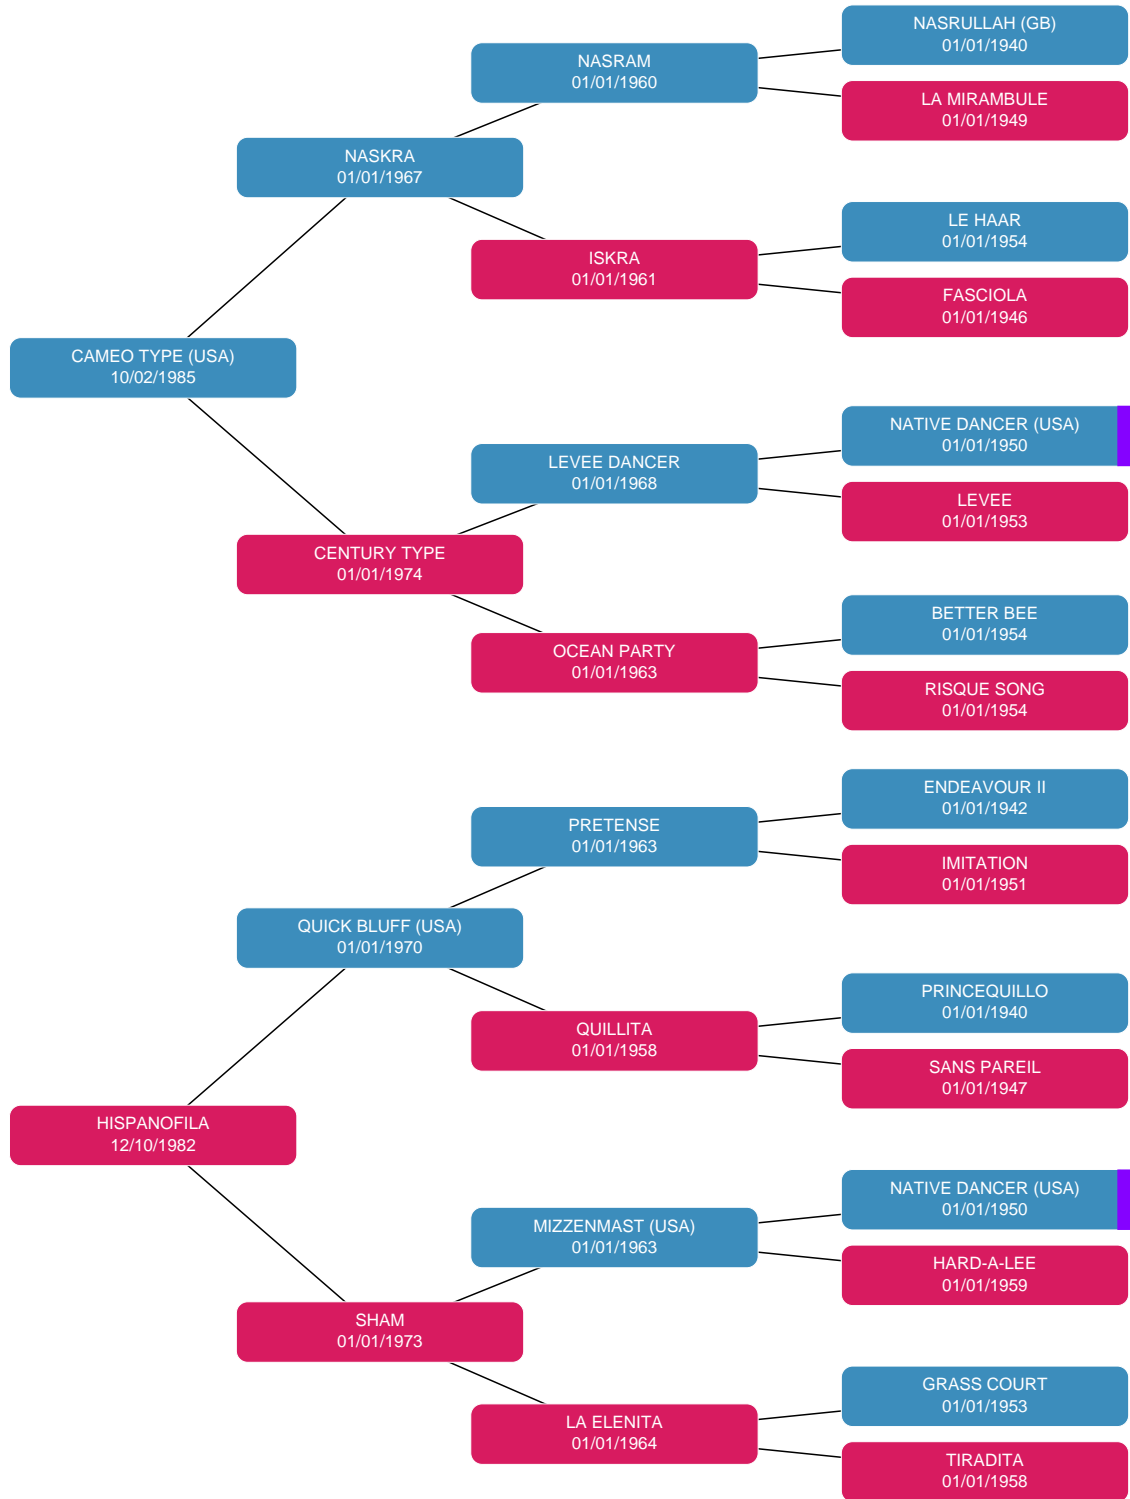 NASRULLAH (GB)
01/01/1940
NASRAM
01/01/1960
LA MIRAMBULE
01/01/1949
NASKRA
01/01/1967
LE HAAR
01/01/1954
ISKRA
01/01/1961
FASCIOLA
01/01/1946
CAMEO TYPE (USA)
10/02/1985
NATIVE DANCER (USA)
01/01/1950
LEVEE DANCER
01/01/1968
LEVEE
01/01/1953
CENTURY TYPE
01/01/1974
BETTER BEE
01/01/1954
OCEAN PARTY
01/01/1963
RISQUE SONG
01/01/1954
ENDEAVOUR II
01/01/1942
PRETENSE
01/01/1963
IMITATION
01/01/1951
QUICK BLUFF (USA)
01/01/1970
PRINCEQUILLO
01/01/1940
QUILLITA
01/01/1958
SANS PAREIL
01/01/1947
HISPANOFILA
12/10/1982
NATIVE DANCER (USA)
01/01/1950
MIZZENMAST (USA)
01/01/1963
HARD-A-LEE
01/01/1959
SHAM
01/01/1973
GRASS COURT
01/01/1953
LA ELENITA
01/01/1964
TIRADITA
01/01/1958